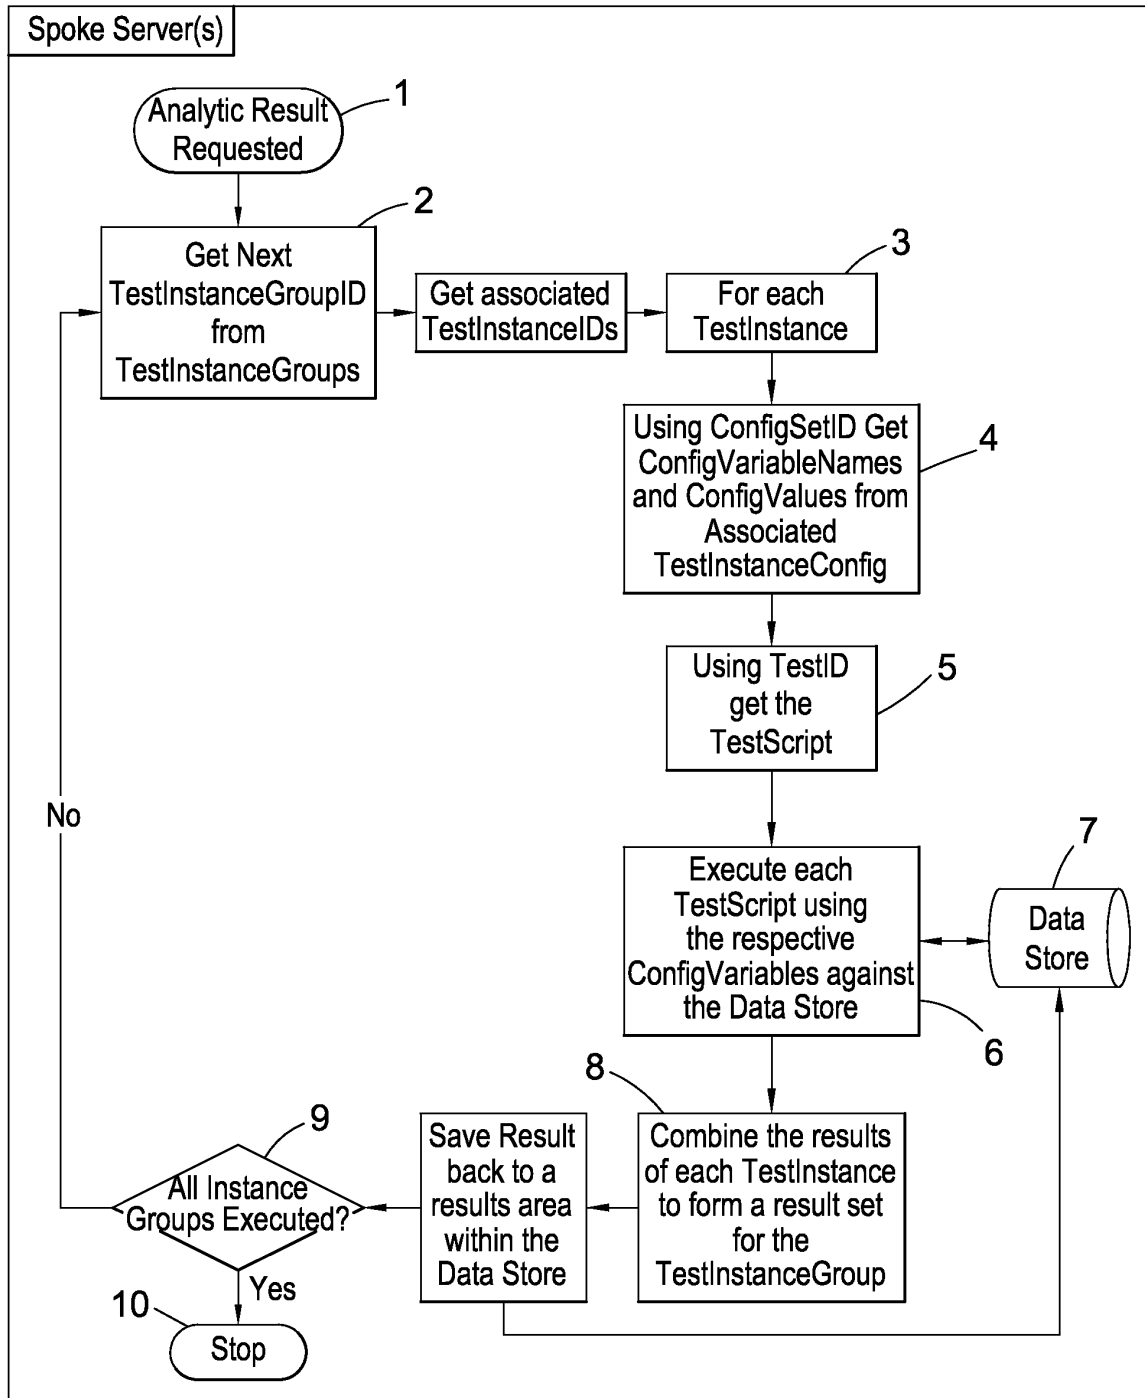 Spoke Server(s)
1
Analytic Result
Requested
2
Get Next
TestInstanceGroupID
from
TestInstanceGroups
Get associated
TestInstanceIDs
3
For each
TestInstance
4
Using ConfigSetID Get
ConfigVariableNames
and ConfigValues from
Associated
TestInstanceConfig
5
Using TestID
get the
TestScript
No
6
Execute each
TestScript using
the respective
ConfigVariables against
the Data Store
7
Data
Store
8
Combine the results
of each TestInstance
to form a result set
for the
TestInstanceGroup
Save Result
back to a
results area
within the
Data Store
9
All Instance
Groups Executed?
Yes
10
Stop